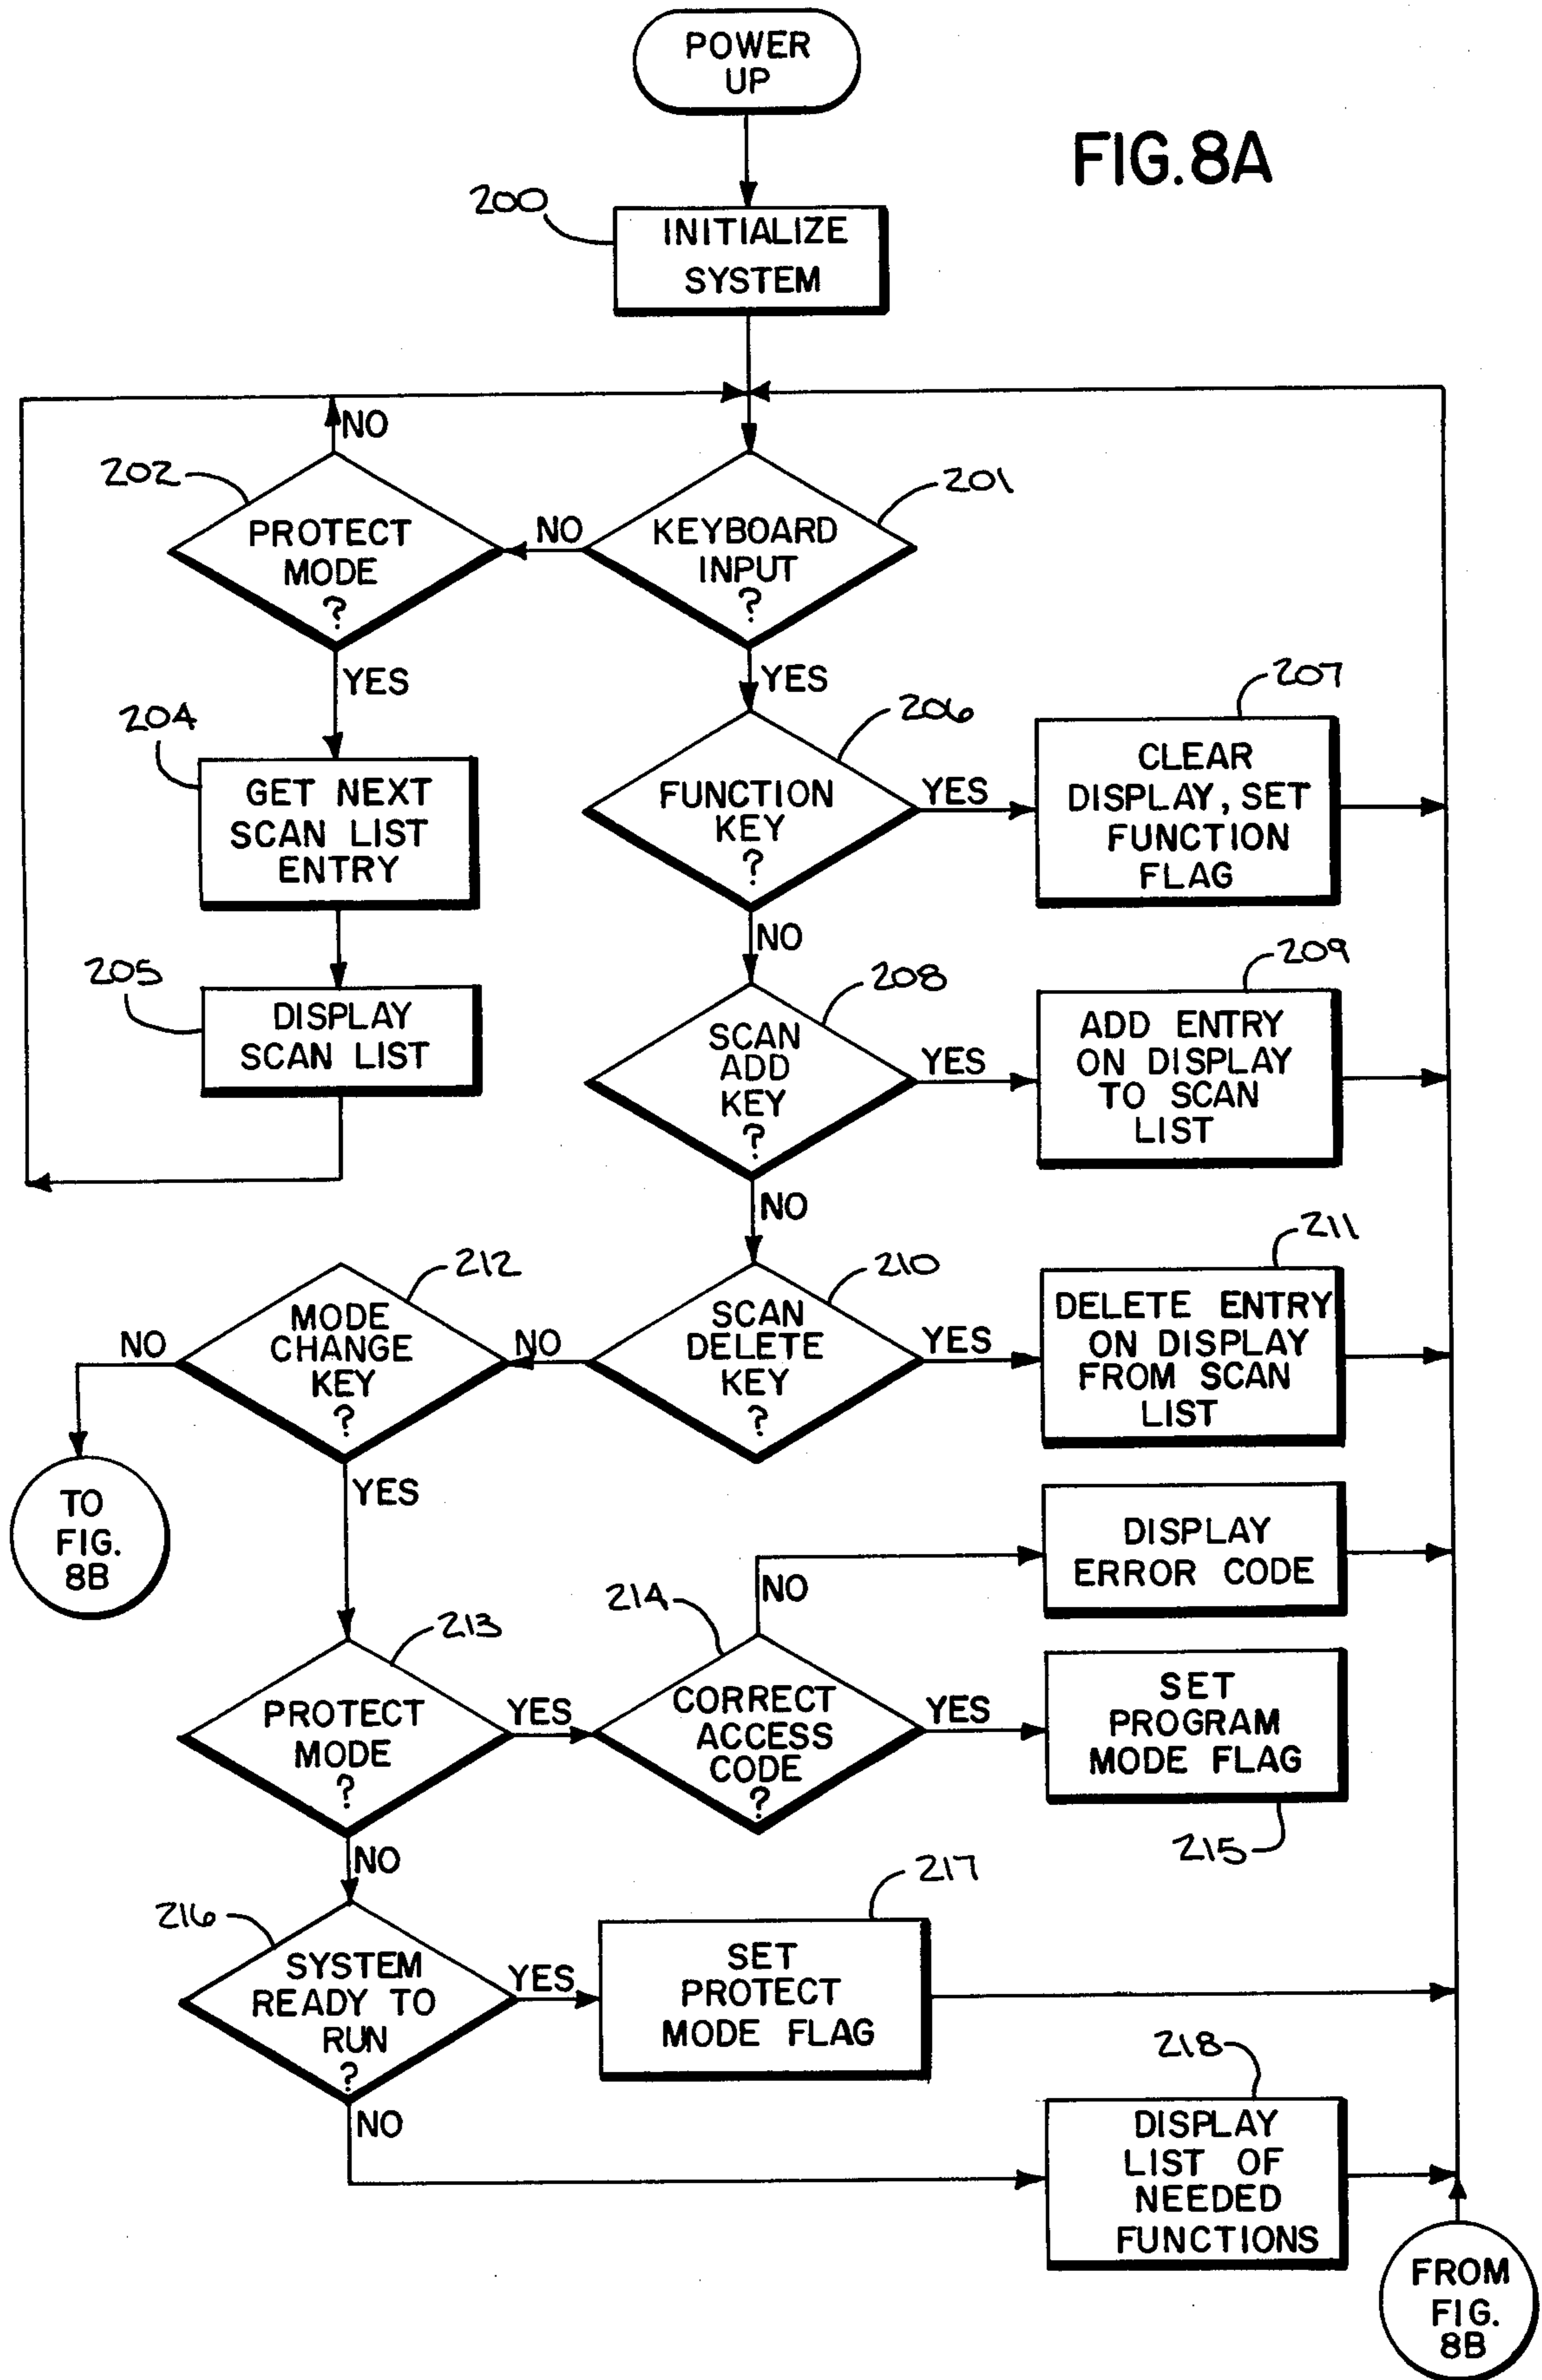 POWER
UP
FIG.8A
200
INITIALIZE
SYSTEM
NO
202
201
PROTECT
MODE
?
NO
KEYBOARD
INPUT
?
YES
YES
207
204
206
GET NEXT
SCAN LIST
ENTRY
FUNCTION
KEY
?
YES
CLEAR
DISPLAY, SET
FUNCTION
FLAG
NO
205
208
209
DISPLAY
SCAN LIST
SCAN
ADD
KEY
?
YES
ADD ENTRY
ON DISPLAY
TO SCAN
LIST
NO
212
210
211
NO
MODE
CHANGE
KEY
?
NO
SCAN
DELETE
KEY
?
YES
DELETE ENTRY
ON DISPLAY
FROM SCAN
LIST
TO
FIG.
8B
YES
DISPLAY
ERROR CODE
NO
214
213
PROTECT
MODE
?
YES
CORRECT
ACCESS
CODE
?
YES
SET
PROGRAM
MODE FLAG
215
NO
217
216
SYSTEM
READY TO
RUN
?
YES
SET
PROTECT
MODE FLAG
218
NO
DISPLAY
LIST OF
NEEDED
FUNCTIONS
FROM
FIG.
8B